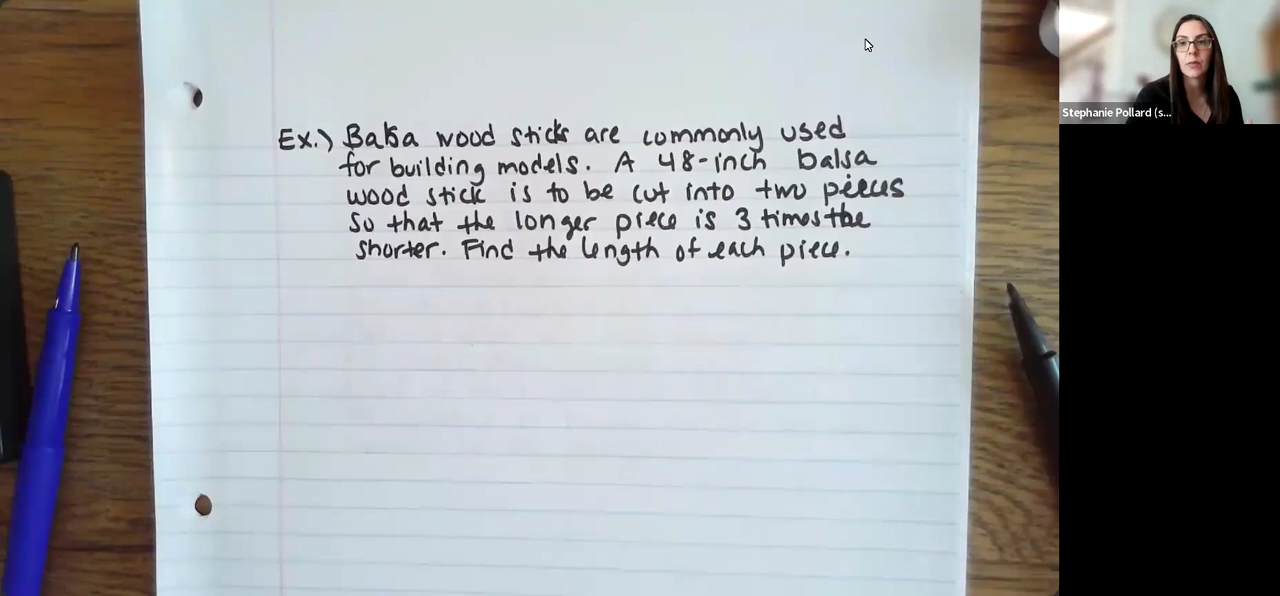 Ex.) Balsa wood sticks are commonly used
for building models. A 48-inch balsa
wood stick is to be cut into two pieces
so that the longer piece is 3 times the
shorter. Find the length of each piece.
Stephanie Pollard (s...